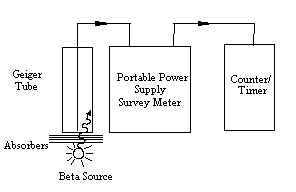 Geiger
Tube
Portable Power
Supply
Survey Meter
Counter/
Timer
Absorbers
Beta Source